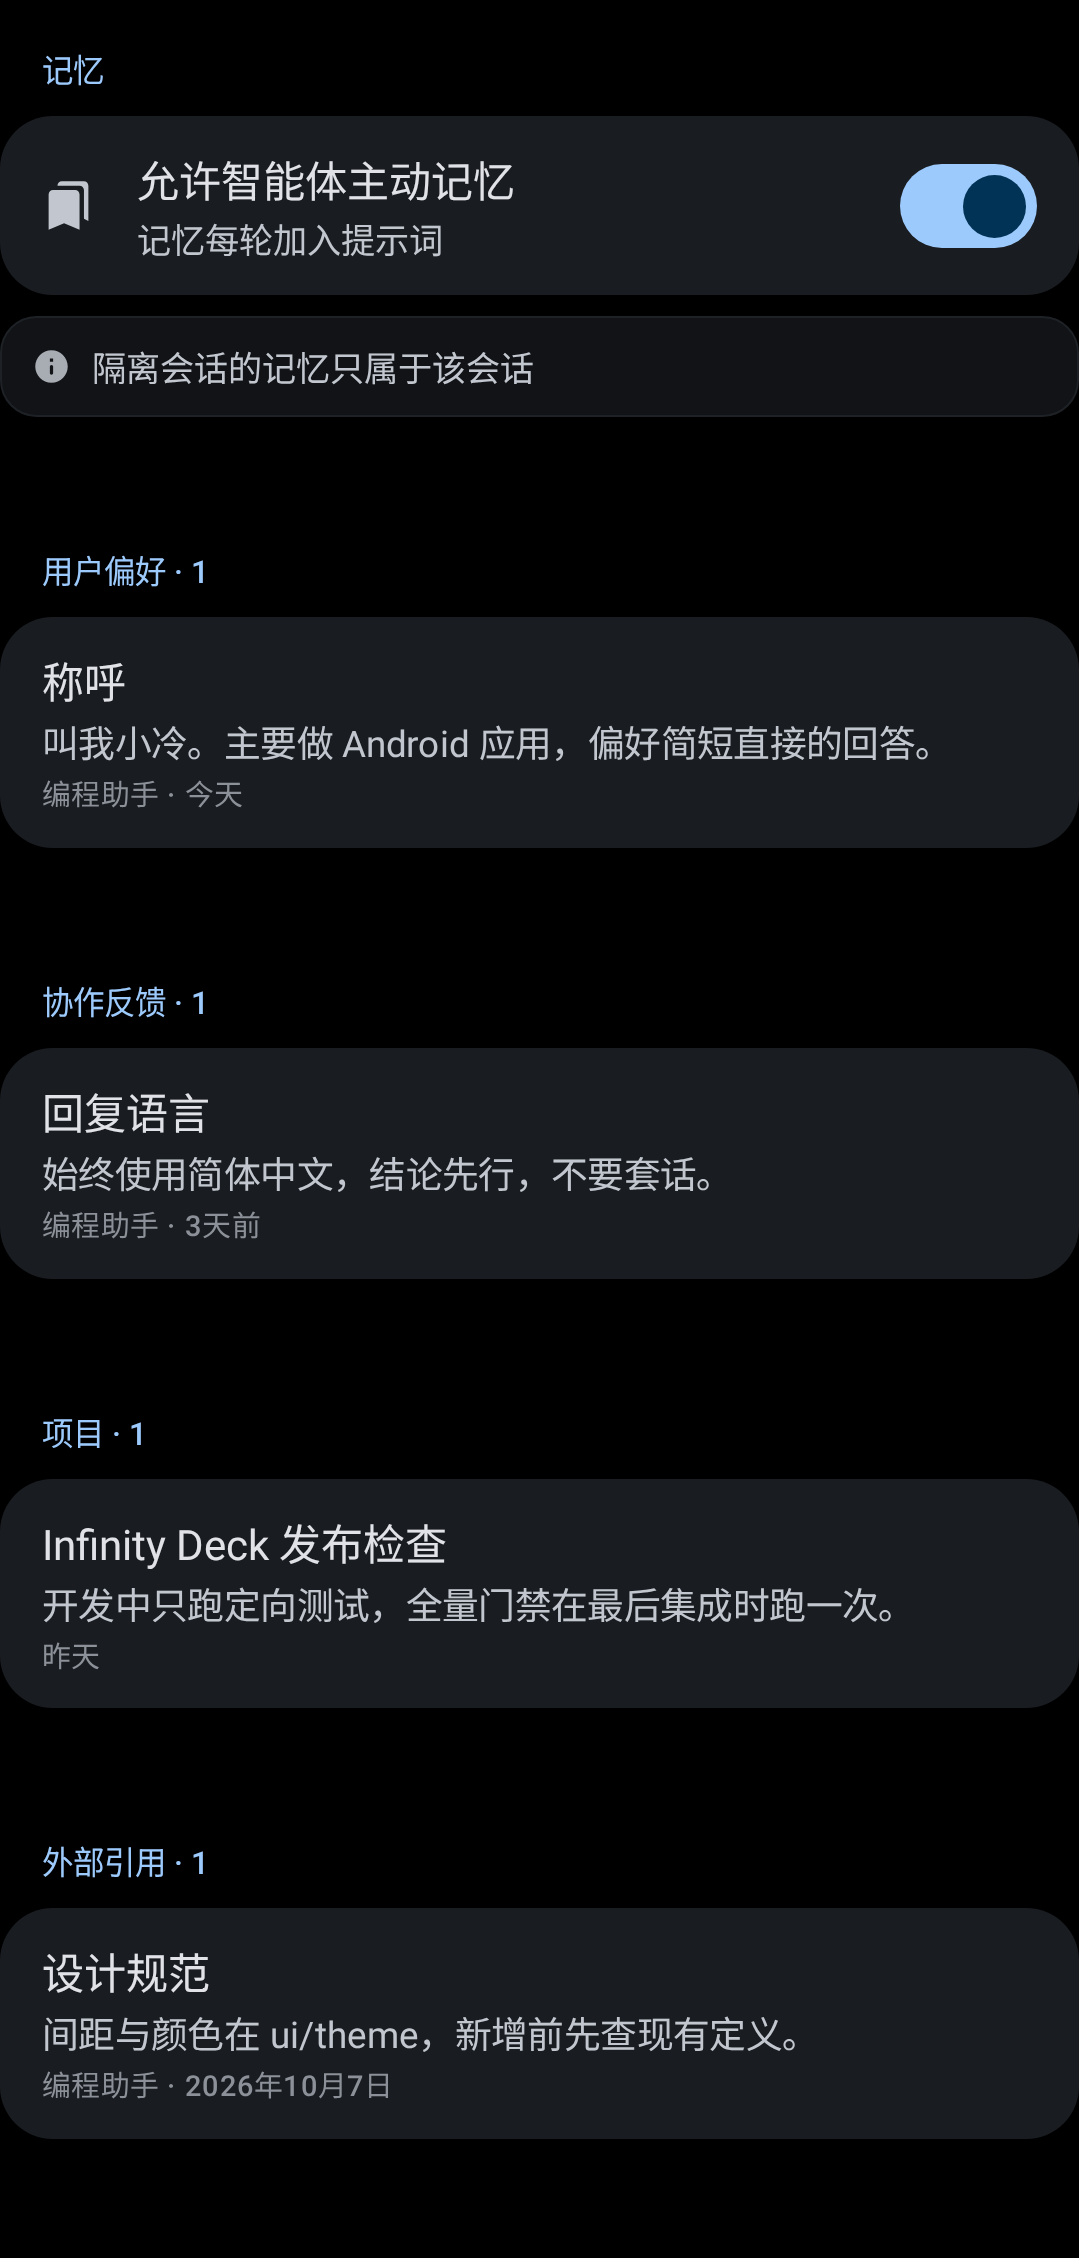 记忆
允许智能体主动记忆
记忆每轮加入提示词
隔离会话的记忆只属于该会话
用户偏好 · 1
称呼
叫我小冷。主要做 Android 应用，偏好简短直接的回答。
编程助手 · 今天
协作反馈 · 1
回复语言
始终使用简体中文，结论先行，不要套话。
编程助手 · 3天前
项目 · 1
Infinity Deck 发布检查
开发中只跑定向测试，全量门禁在最后集成时跑一次。
昨天
外部引用 · 1
设计规范
间距与颜色在 ui/theme，新增前先查现有定义。
编程助手 · 2026年10月7日